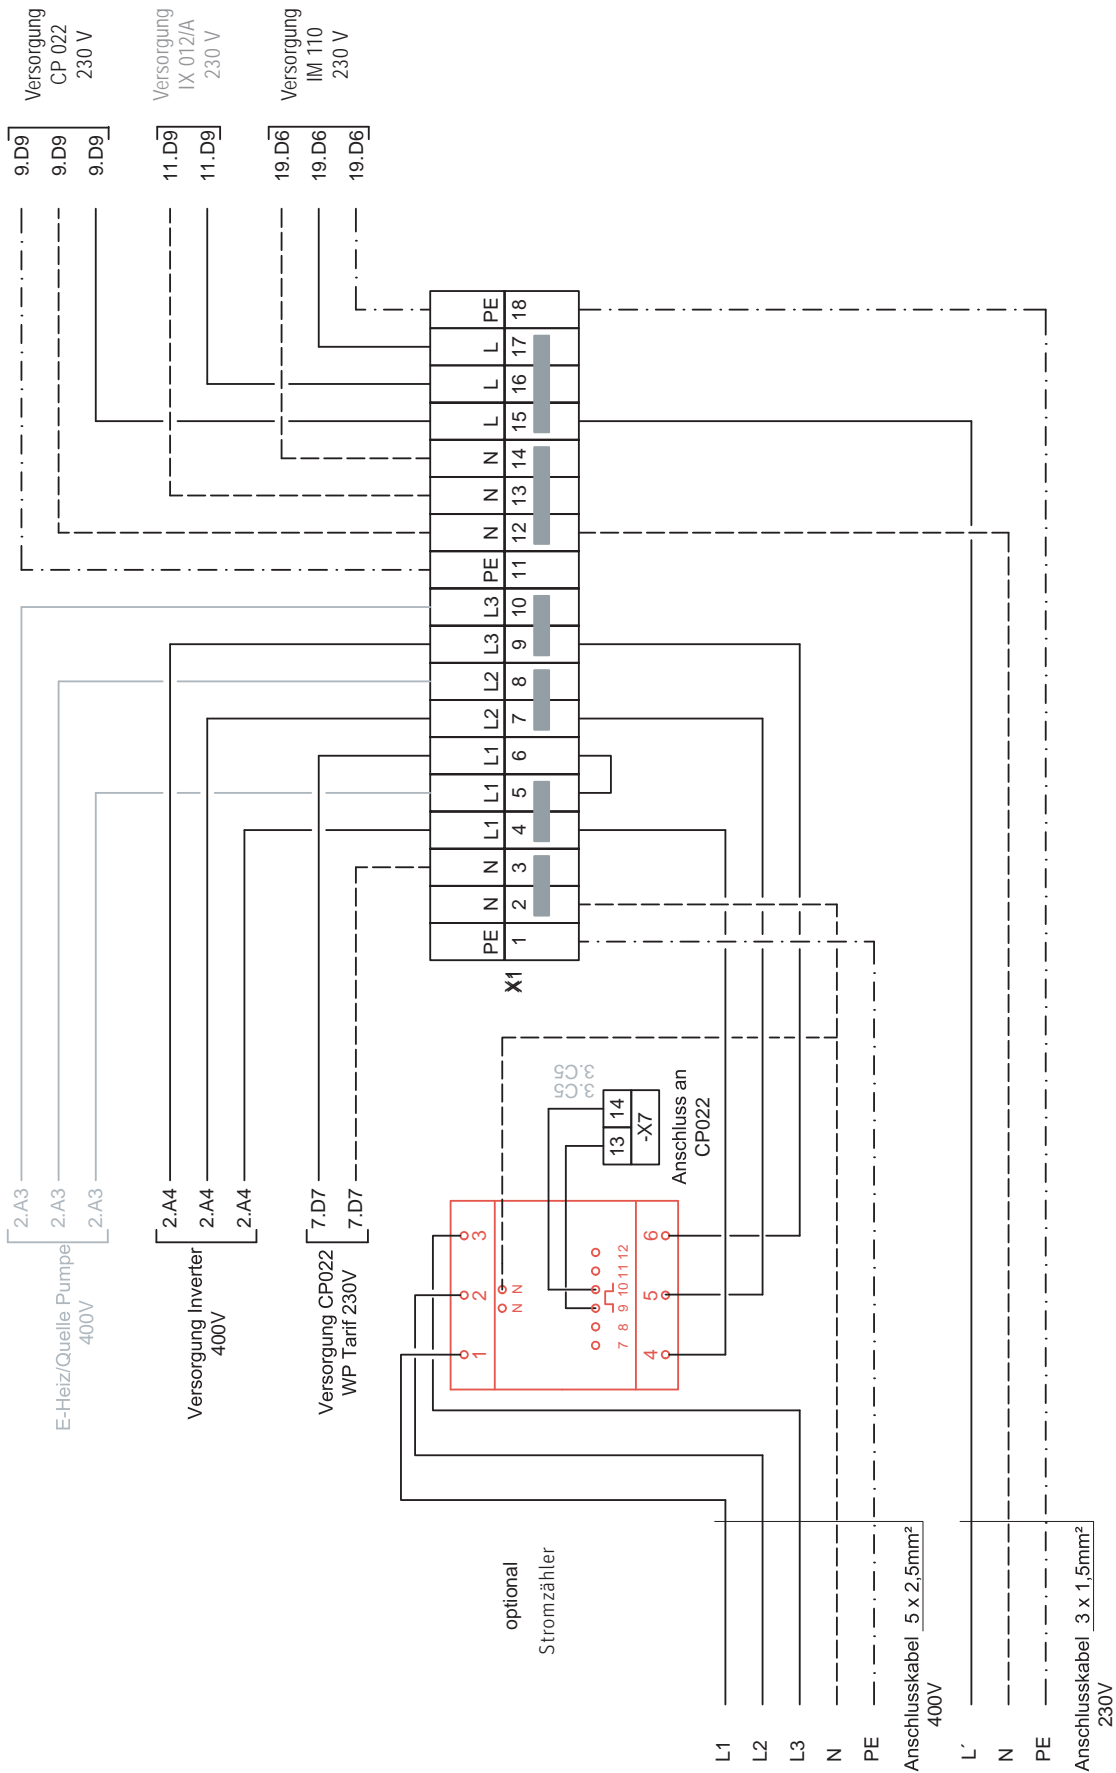 Versorgung
CP 022
230 V
Versorgung
IX 012/A
230 V
Versorgung
IM 110
230 V
9.D9
9.D9
9.D9
11.D9
11.D9
19.D6
19.D6
19.D6
PE 18
L 17
L 16
L 15
N 14
N 13
N 12
PE 11
L3 10
L3 9
L2 8
L2 7
L1 6
L1 5
L1 4
N 3
N 2
PE 1
X1
2.A3
2.A3
2.A3
E-Heiz/Quelle Pumpe
400V
2.A4
2.A4
2.A4
Versorgung Inverter
400V
7.D7
7.D7
Versorgung CP022
WP Tarif 230V
3.C5
3.C5
13 14
-X7
Anschluss an
CP022
1 2 3
N N
7 8 9 10 11 12
4 5 6
optional
Stromzähler
L1
L2
L3
N
PE
Anschlusskabel 5 x 2,5mm²
400V
L´
N
PE
Anschlusskabel 3 x 1,5mm²
230V